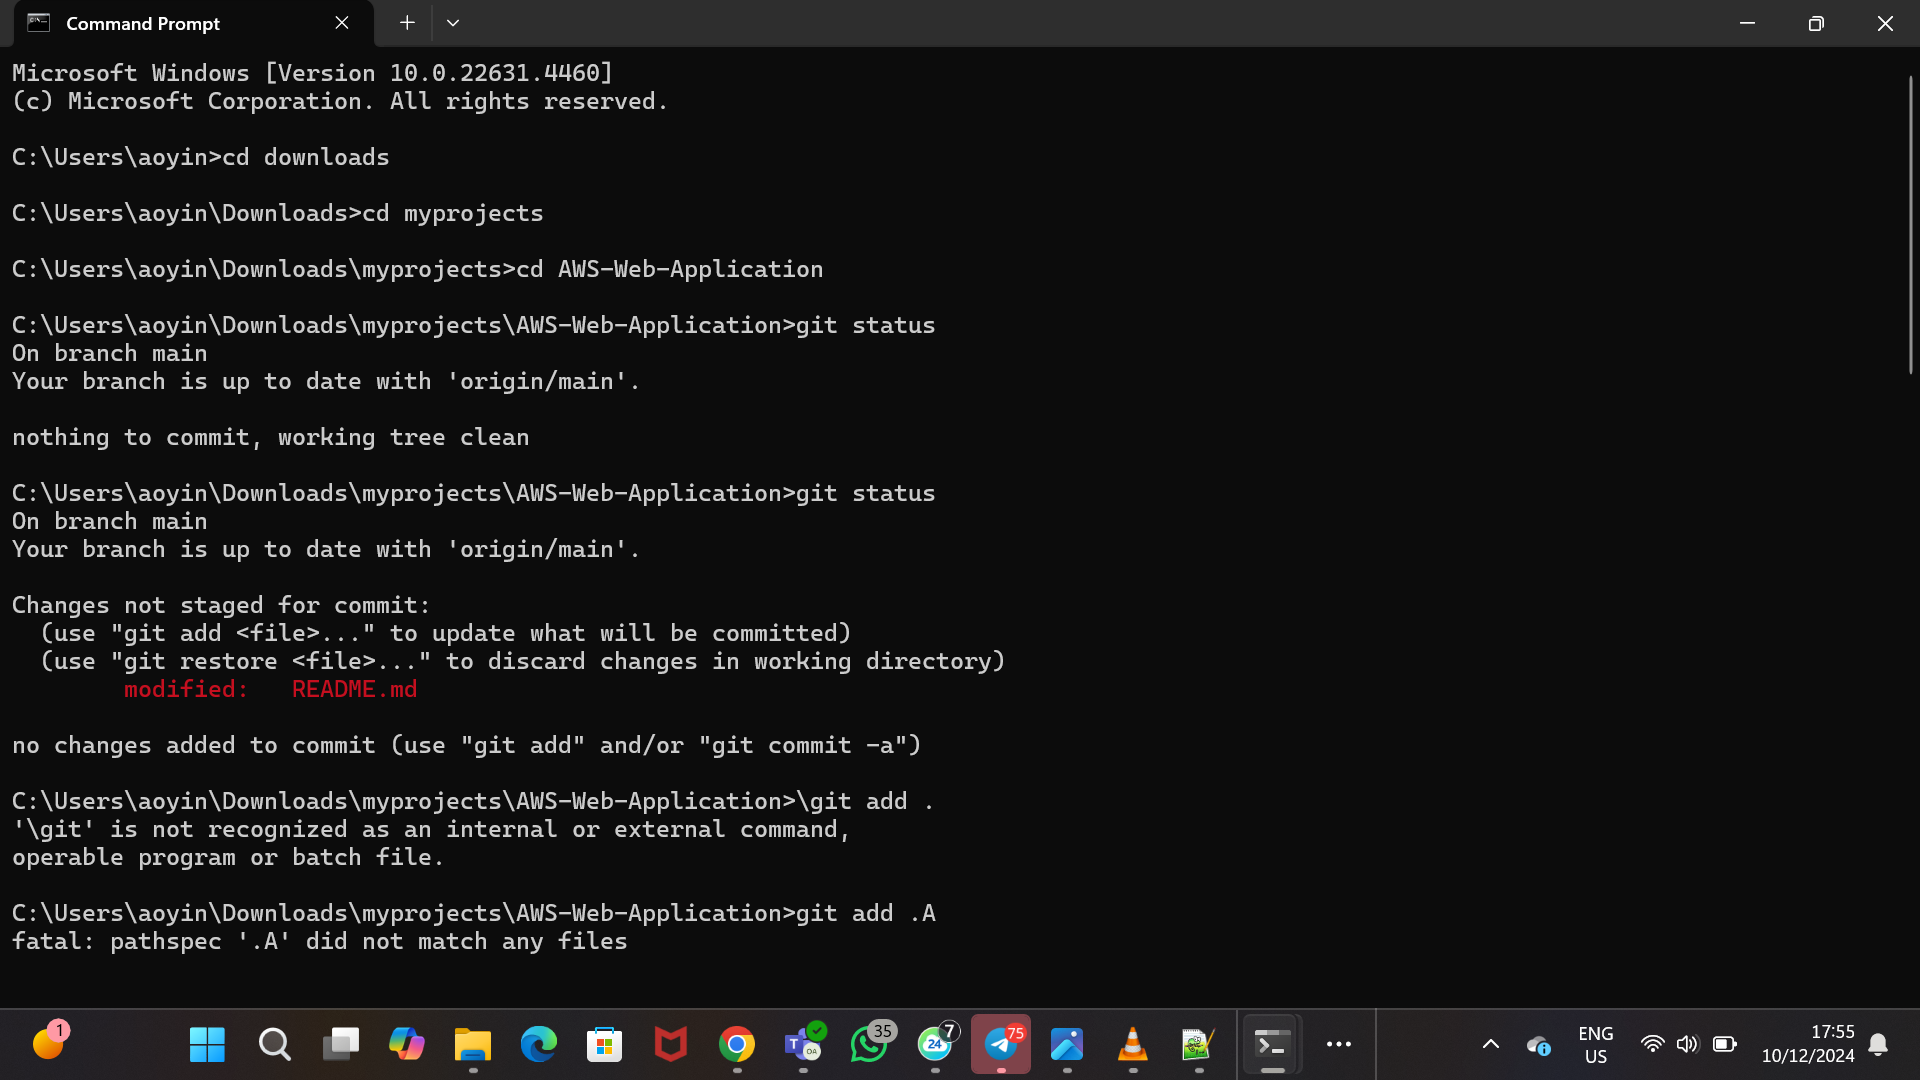 Command Prompt
Microsoft Windows [Version 10.0.22631.4460]
(c) Microsoft Corporation. All rights reserved.
C:\Users\aoyin>cd downloads
C:\Users\aoyin\Downloads>cd myprojects
C:\Users\aoyin\Downloads\myprojects>cd AWS-Web-Application
C:\Users\aoyin\Downloads\myprojects\AWS-Web-Application>git status
On branch main
Your branch is up to date with 'origin/main'.
nothing to commit, working tree clean
C:\Users\aoyin\Downloads\myprojects\AWS-Web-Application>git status
On branch main
Your branch is up to date with 'origin/main'.
Changes not staged for commit:
  (use "git add <file>..." to update what will be committed)
  (use "git restore <file>..." to discard changes in working directory)
        modified:   README.md
no changes added to commit (use "git add" and/or "git commit -a")
C:\Users\aoyin\Downloads\myprojects\AWS-Web-Application>\git add .
'\git' is not recognized as an internal or external command,
operable program or batch file.
C:\Users\aoyin\Downloads\myprojects\AWS-Web-Application>git add .A
fatal: pathspec '.A' did not match any files
1
T
OA
35
24
7
75
ENG
US
17:55
10/12/2024